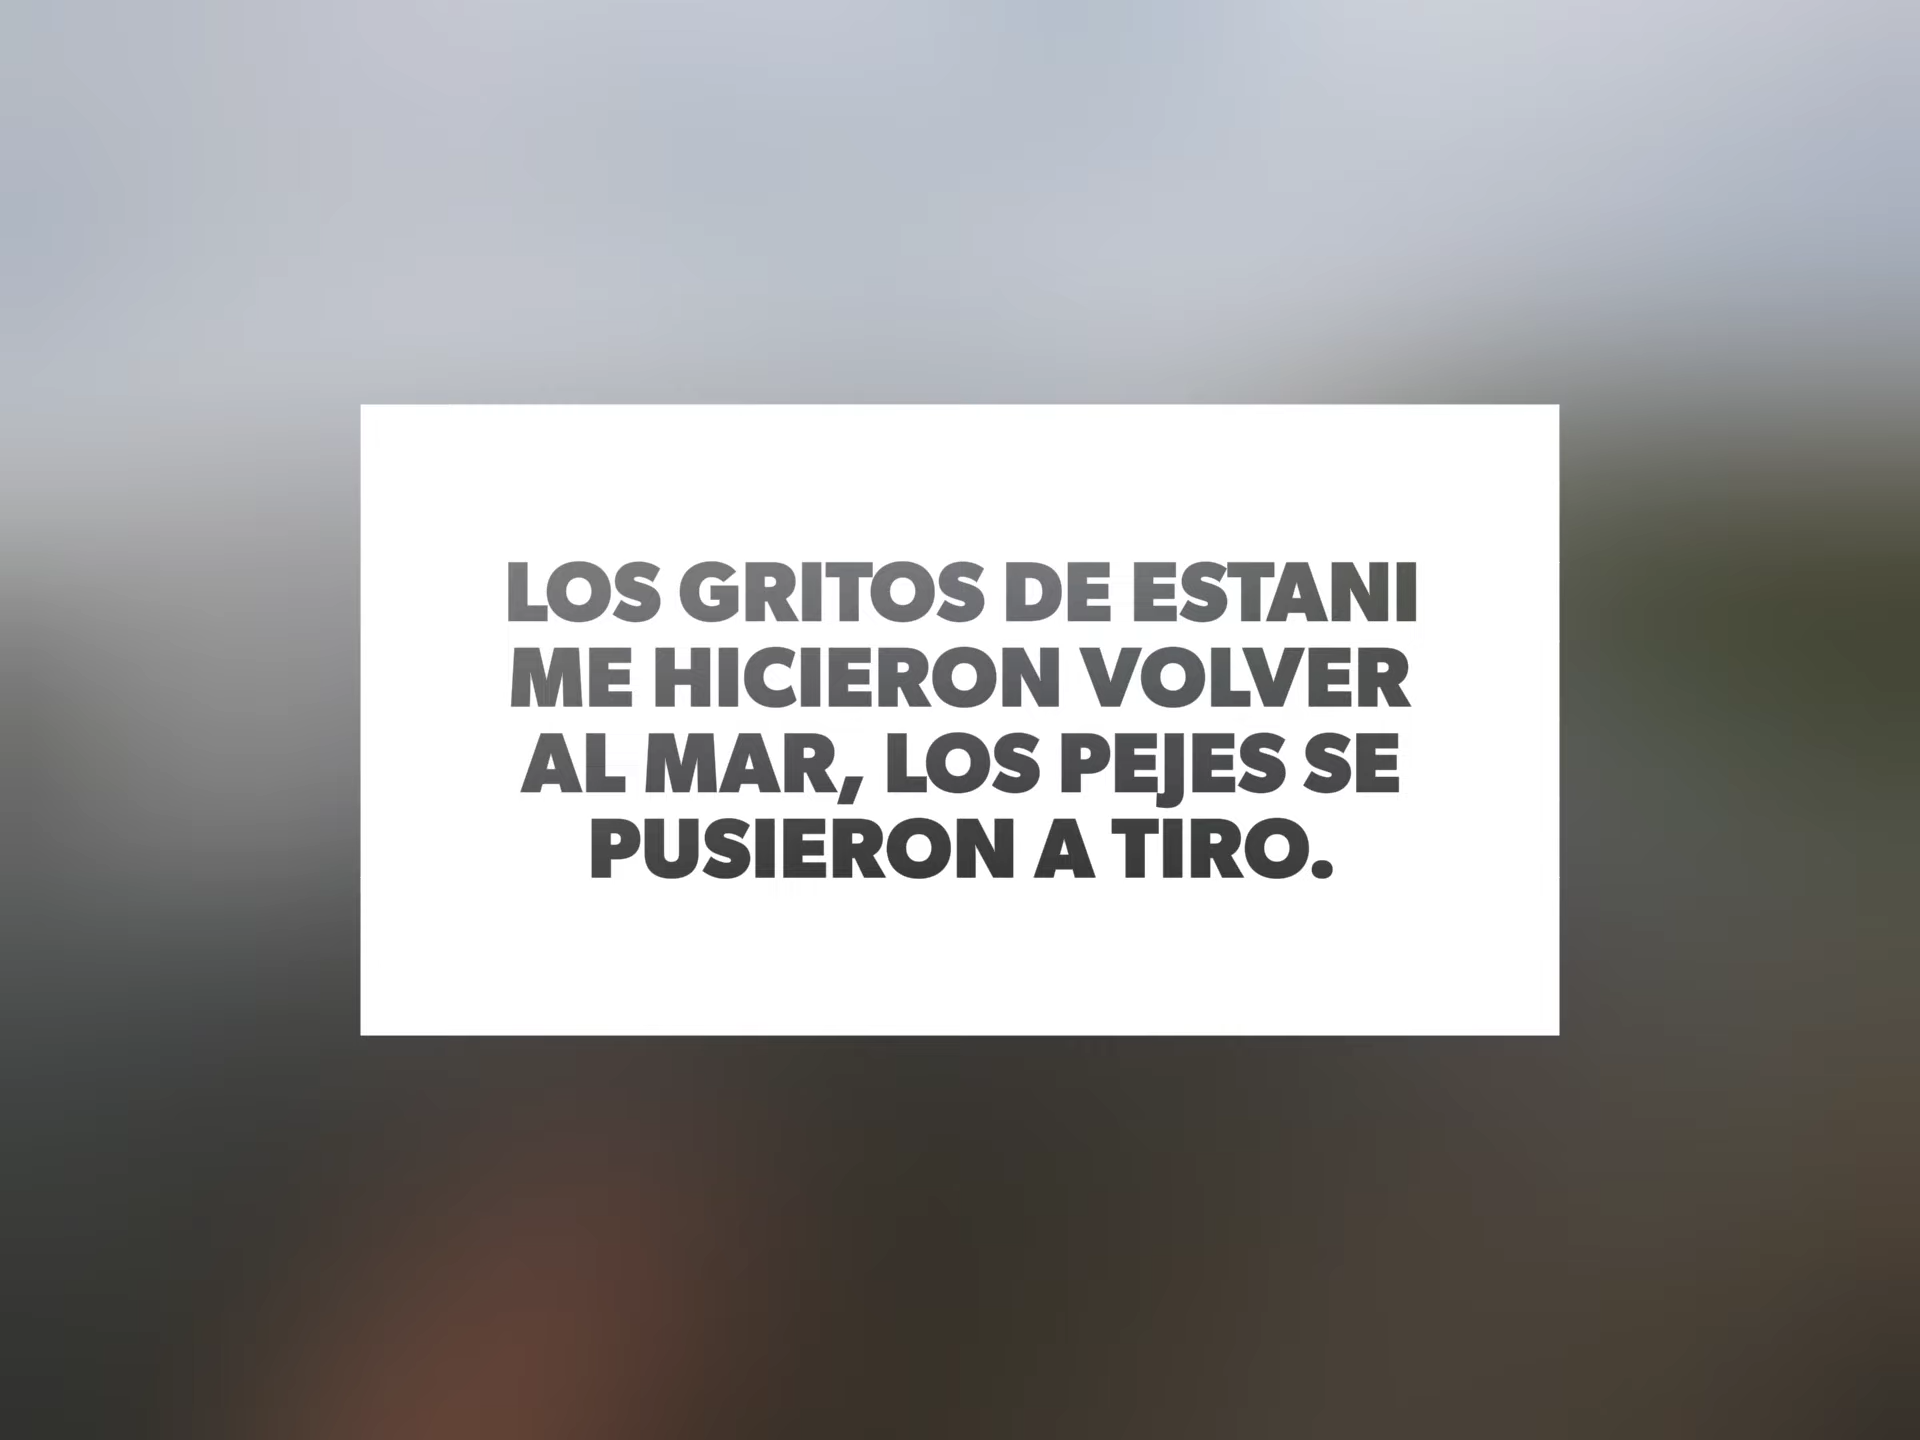 LOS GRITOS DE ESTANI
ME HICIERON VOLVER
AL MAR, LOS PEJES SE
PUSIERON A TIRO.